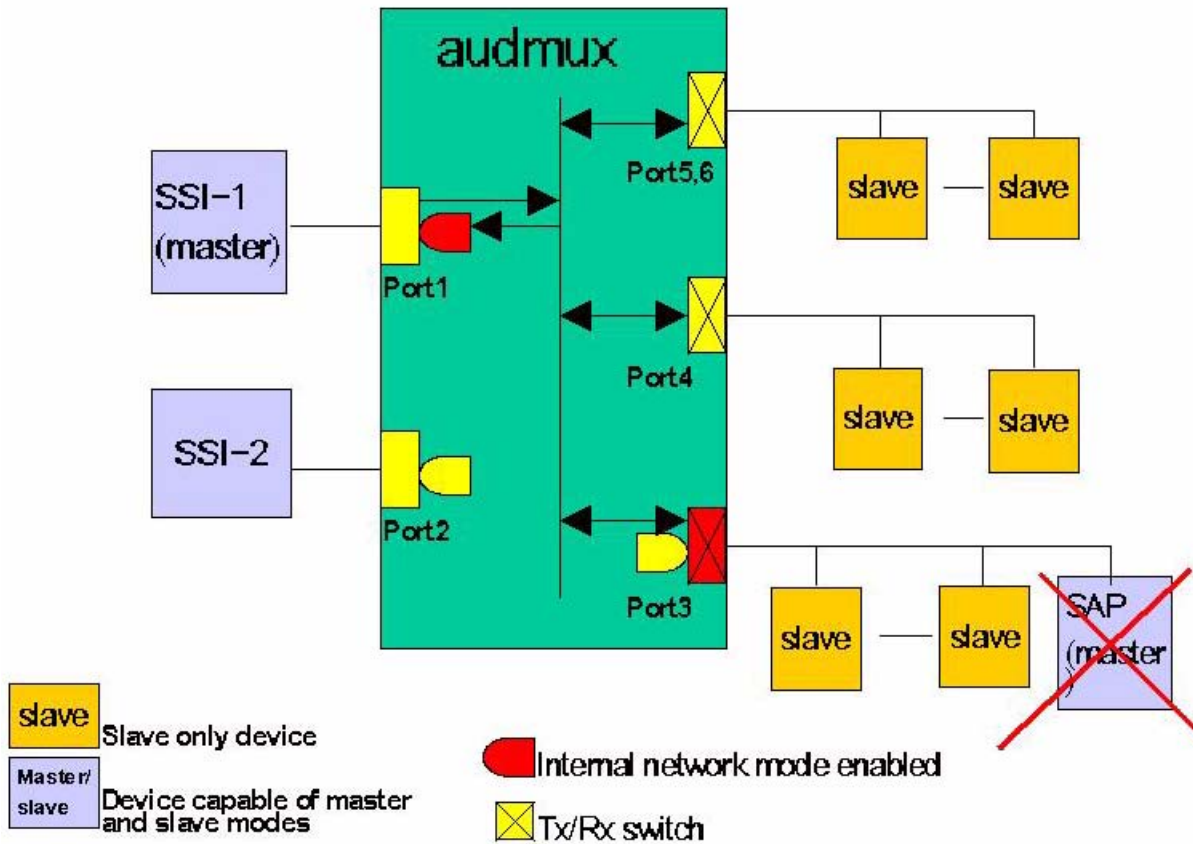 audmux
Port5,6
slave
slave
SSI-1
(master)
Port1
Port4
slave
slave
SSI-2
Port2
Port3
slave
slave
SAP
(master
)
slave
Slave only device
Master/
slave
Device capable of master
and slave modes
Internal network mode enabled
Tx/Rx switch